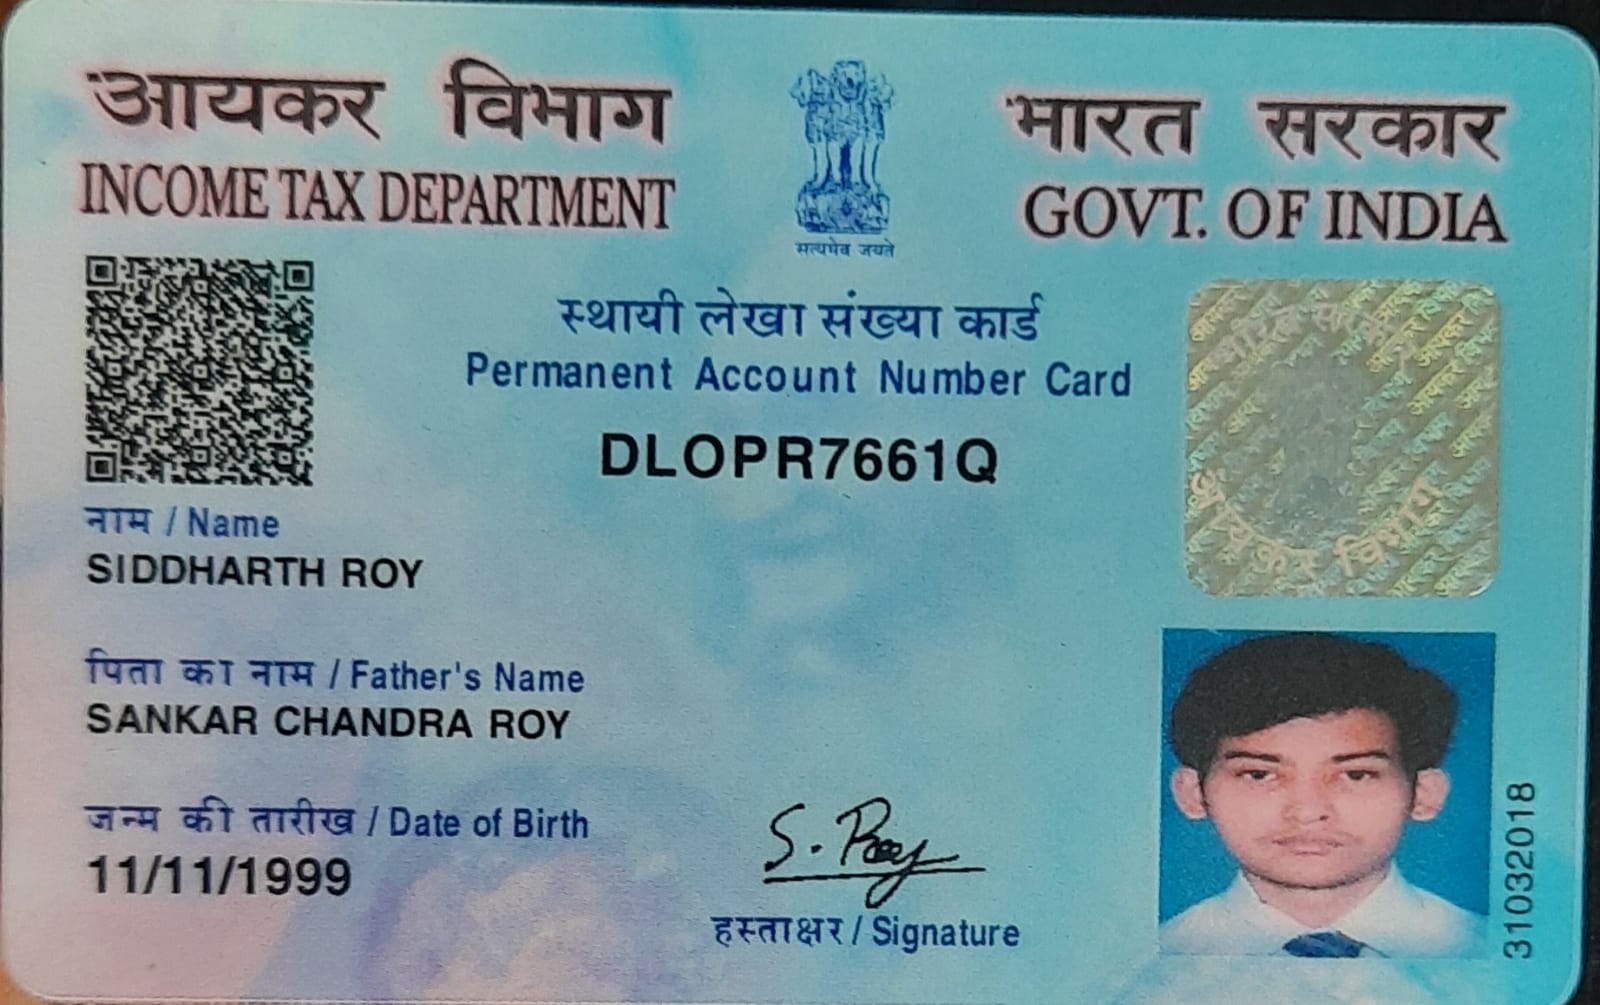 आयकर विभाग
INCOME TAX DEPARTMENT
सत्यमेव जयते
भारत सरकार
GOVT. OF INDIA
स्थायी लेखा संख्या कार्ड
Permanent Account Number Card
DLOPR7661Q
नाम / Name
SIDDHARTH ROY
पिता का नाम / Father's Name
SANKAR CHANDRA ROY
जन्म की तारीख / Date of Birth
11/11/1999
S. Roy
हस्ताक्षर / Signature
भारत सरकार
आयकर विभाग
31032018